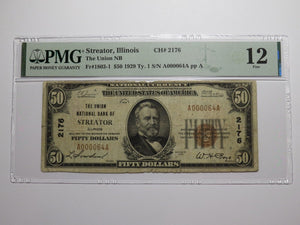 PMG
PAPER MONEY GUARANTY
Streator, Illinois CH# 2176
The Union NB
Fr#1803-1 $50 1929 Ty. 1 S/N A000064A pp A
12
Fine
50
50
THE UNION
NATIONAL BANK OF
STREATOR
ILLINOIS
A000064A
2176
2176
A000064A
50
50
FIFTY DOLLARS